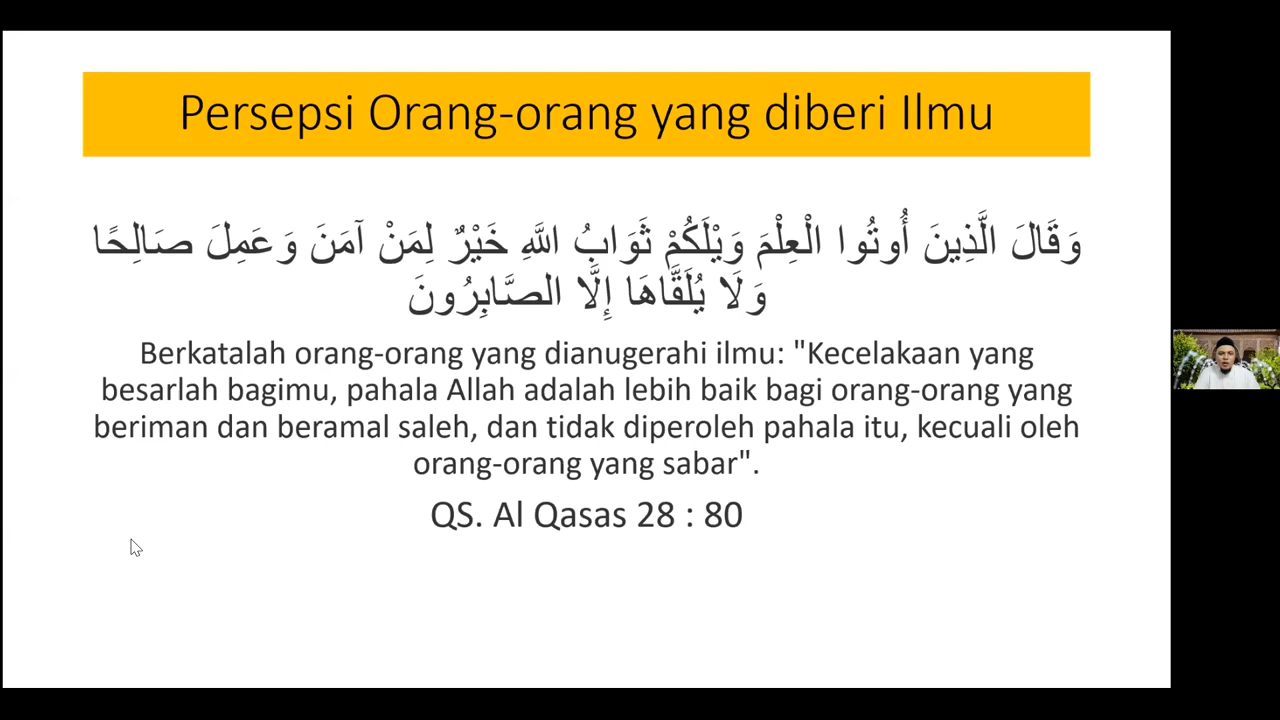 Persepsi Orang-orang yang diberi Ilmu
وَقَالَ الَّذِينَ أُوتُوا الْعِلْمَ وَيْلَكُمْ ثَوَابُ اللَّهِ خَيْرٌ لِمَنْ آمَنَ وَعَمِلَ صَالِحًا
وَلَا يُلَقَّاهَا إِلَّا الصَّابِرُونَ
Berkatalah orang-orang yang dianugerahi ilmu: "Kecelakaan yang
besarlah bagimu, pahala Allah adalah lebih baik bagi orang-orang yang
beriman dan beramal saleh, dan tidak diperoleh pahala itu, kecuali oleh
orang-orang yang sabar".
QS. Al Qasas 28 : 80